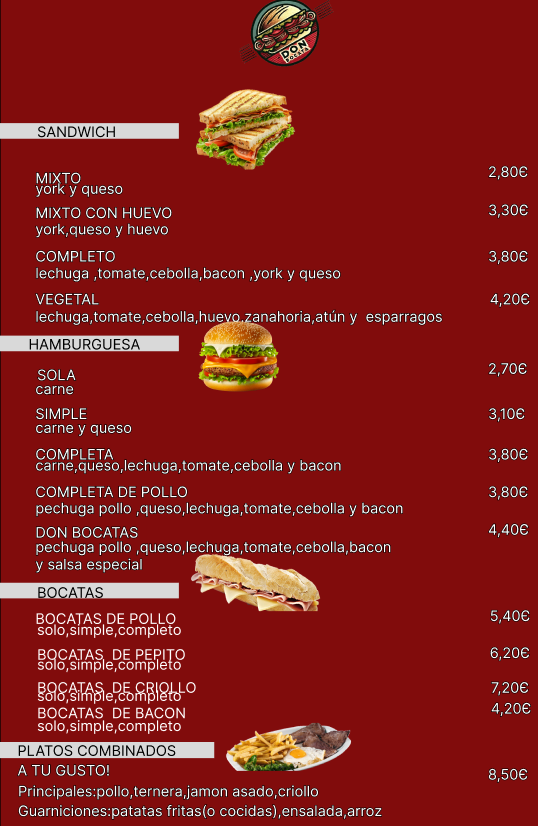 DON
BOCATA
SANDWICH
MIXTO 2,80€
york y queso
MIXTO CON HUEVO 3,30€
york,queso y huevo
COMPLETO 3,80€
lechuga ,tomate,cebolla,bacon ,york y queso
VEGETAL 4,20€
lechuga,tomate,cebolla,huevo,zanahoria,atún y esparragos
HAMBURGUESA
SOLA 2,70€
carne
SIMPLE 3,10€
carne y queso
COMPLETA 3,80€
carne,queso,lechuga,tomate,cebolla y bacon
COMPLETA DE POLLO 3,80€
pechuga pollo ,queso,lechuga,tomate,cebolla y bacon
DON BOCATAS 4,40€
pechuga pollo ,queso,lechuga,tomate,cebolla,bacon
y salsa especial
BOCATAS
BOCATAS DE POLLO 5,40€
solo,simple,completo
BOCATAS DE PEPITO 6,20€
solo,simple,completo
BOCATAS DE CRIOLLO 7,20€
solo,simple,completo
BOCATAS DE BACON 4,20€
solo,simple,completo
PLATOS COMBINADOS
A TU GUSTO! 8,50€
Principales:pollo,ternera,jamon asado,criollo
Guarniciones:patatas fritas(o cocidas),ensalada,arroz